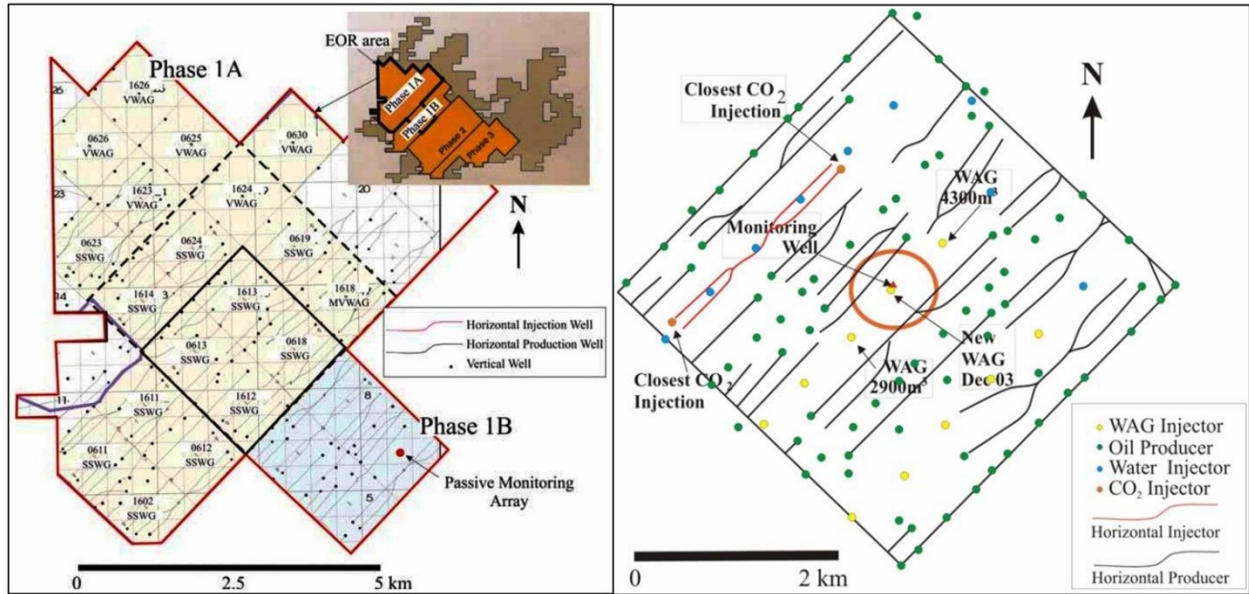 EOR area
Phase 1A
Phase 1B
Phase 2
Phase 3
Phase 1A
1626
VWAG
0626
VWAG
0625
VWAG
0630
VWAG
1623
VWAG
1624
VWAG
20
23
0623
SSWG
0624
SSWG
0619
SSWG
N
14
1614
SSWG
3
1613
SSWG
1618
MVWAG
0613
SSWG
0618
SSWG
Horizontal Injection Well
Horizontal Production Well
Vertical Well
11
1611
SSWG
1612
SSWG
8
Phase 1B
0611
SSWG
0612
SSWG
5
Passive Monitoring
Array
1602
SSWG
0
2.5
5 km
N
Closest CO2
Injection
WAG
4300m3
Monitoring
Well
New
WAG
Dec 03
WAG
2900m3
Closest CO2
Injection
WAG Injector
Oil Producer
Water Injector
CO2 Injector
Horizontal Injector
Horizontal Producer
0
2 km